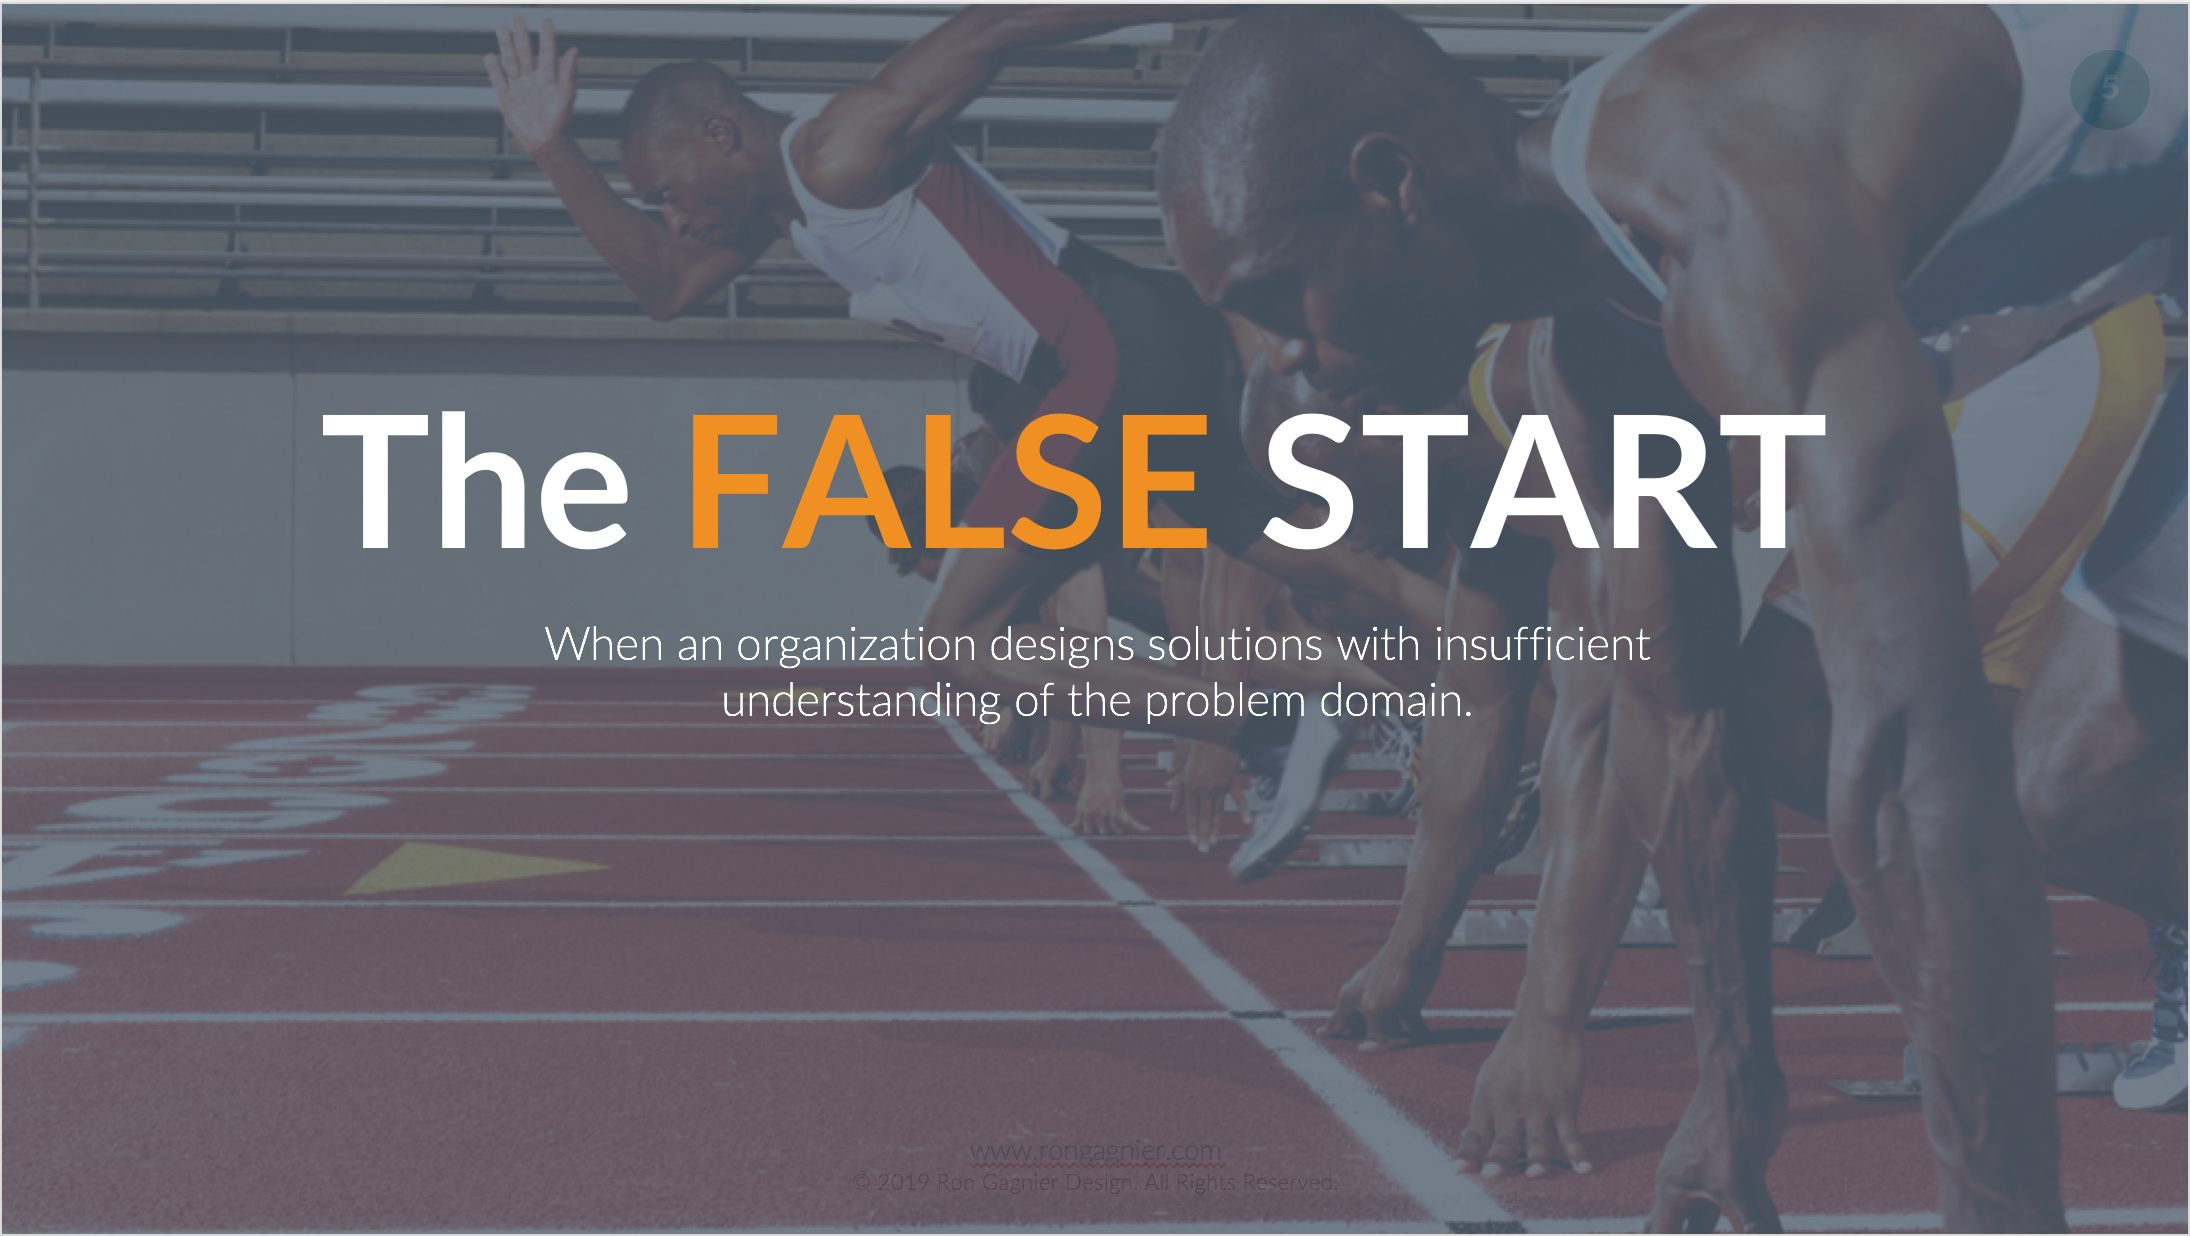 5
The FALSE START
When an organization designs solutions with insufficient
understanding of the problem domain.
www.rongagnier.com
© 2019 Ron Gagnier Design. All Rights Reserved.